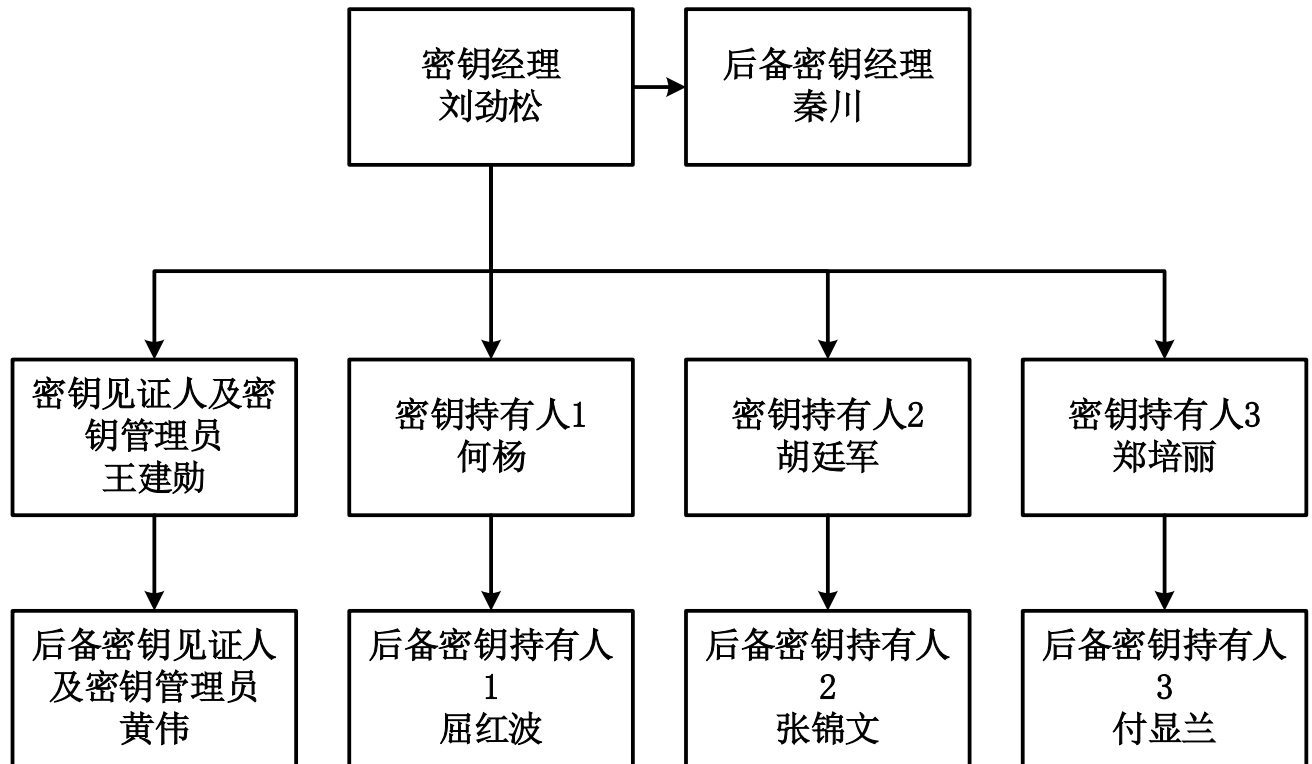 密钥经理
刘劲松
后备密钥经理
秦川
密钥见证人及密
钥管理员
王建勋
密钥持有人1
何杨
密钥持有人2
胡廷军
密钥持有人3
郑培丽
后备密钥见证人
及密钥管理员
黄伟
后备密钥持有人
1
屈红波
后备密钥持有人
2
张锦文
后备密钥持有人
3
付显兰